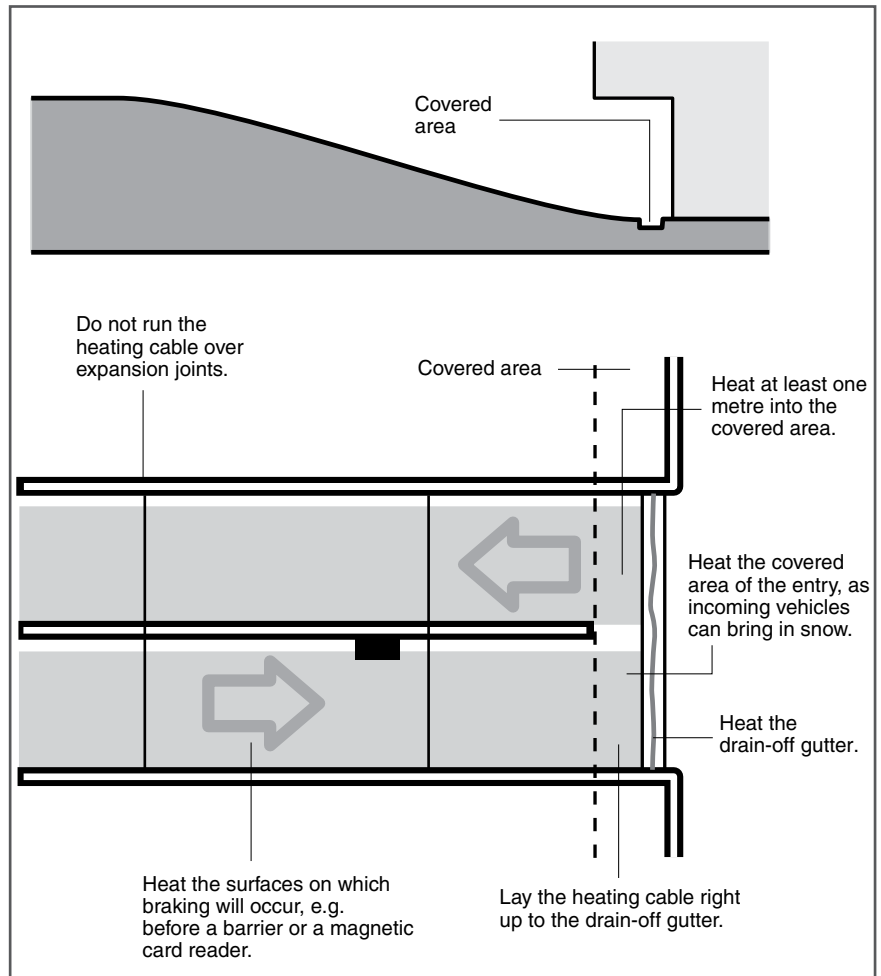 Covered
area
Do not run the
heating cable over
expansion joints.
Covered area
Heat at least one
metre into the
covered area.
Heat the covered
area of the entry, as
incoming vehicles
can bring in snow.
Heat the
drain-off gutter.
Heat the surfaces on which
braking will occur, e.g.
before a barrier or a magnetic
card reader.
Lay the heating cable right
up to the drain-off gutter.